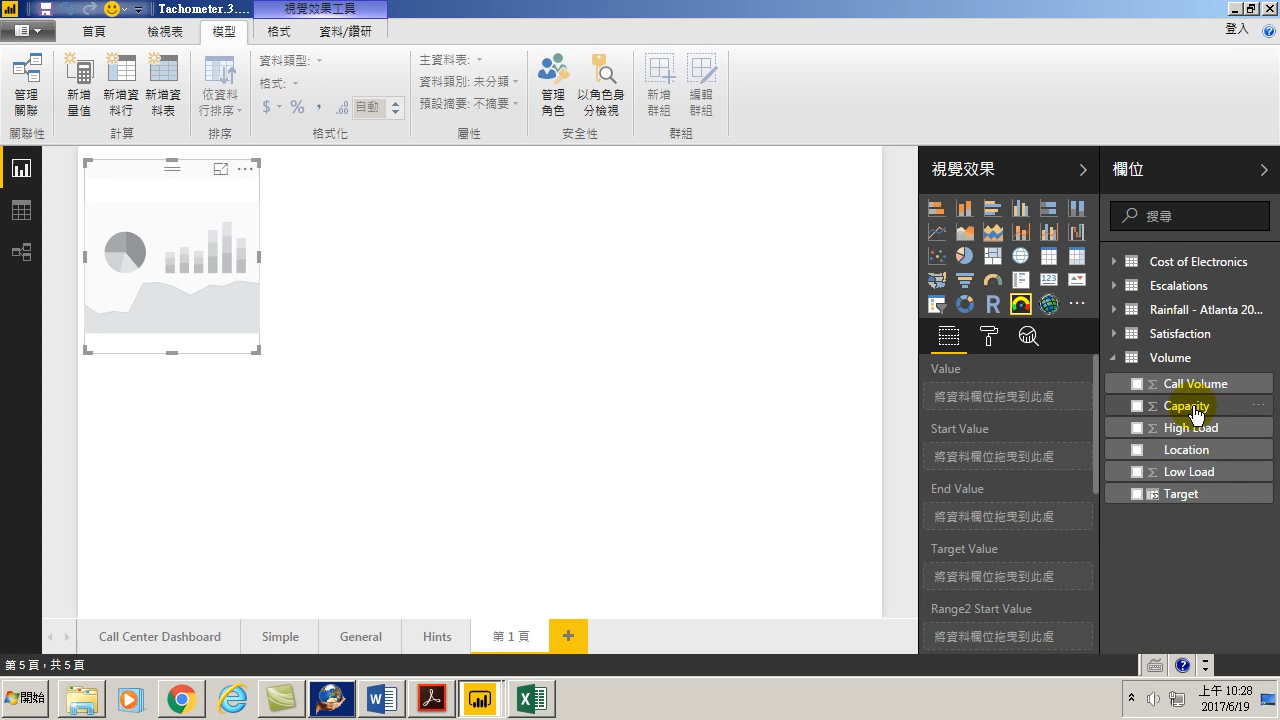 Tachometer.3....
視覺效果工具
首頁
檢視表
模型
格式
資料/鑽研
登入
管理
關聯
新增
量值
新增資
料行
新增資
料表
依資料
行排序
資料類型:
格式:
$ % , .00 自動
主資料表:
資料類別: 未分類
預設摘要: 不摘要
管理
角色
以角色身
分檢視
新增
群組
編輯
群組
關聯性
計算
排序
格式化
屬性
安全性
群組
視覺效果
欄位
搜尋
123
R
Value
將資料欄位拖曳到此處
Start Value
將資料欄位拖曳到此處
End Value
將資料欄位拖曳到此處
Target Value
將資料欄位拖曳到此處
Range2 Start Value
將資料欄位拖曳到此處
Cost of Electronics
Escalations
Rainfall - Atlanta 20...
Satisfaction
Volume
Call Volume
Capacity
High Load
Location
Low Load
Target
Call Center Dashboard
Simple
General
Hints
第 1 頁
第 5 頁，共 5 頁
開始
上午 10:28
2017/6/19